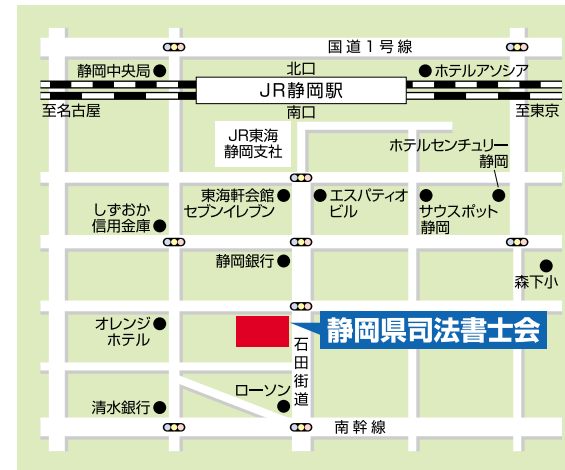 国道1号線
静岡中央局
北口
ホテルアソシア
JR静岡駅
至名古屋
南口
至東京
JR東海
静岡支社
ホテルセンチュリー
静岡
東海軒会館
セブンイレブン
エスパティオ
ビル
サウスポット
静岡
しずおか
信用金庫
静岡銀行
森下小
オレンジ
ホテル
静岡県司法書士会
石田街道
ローソン
清水銀行
南幹線